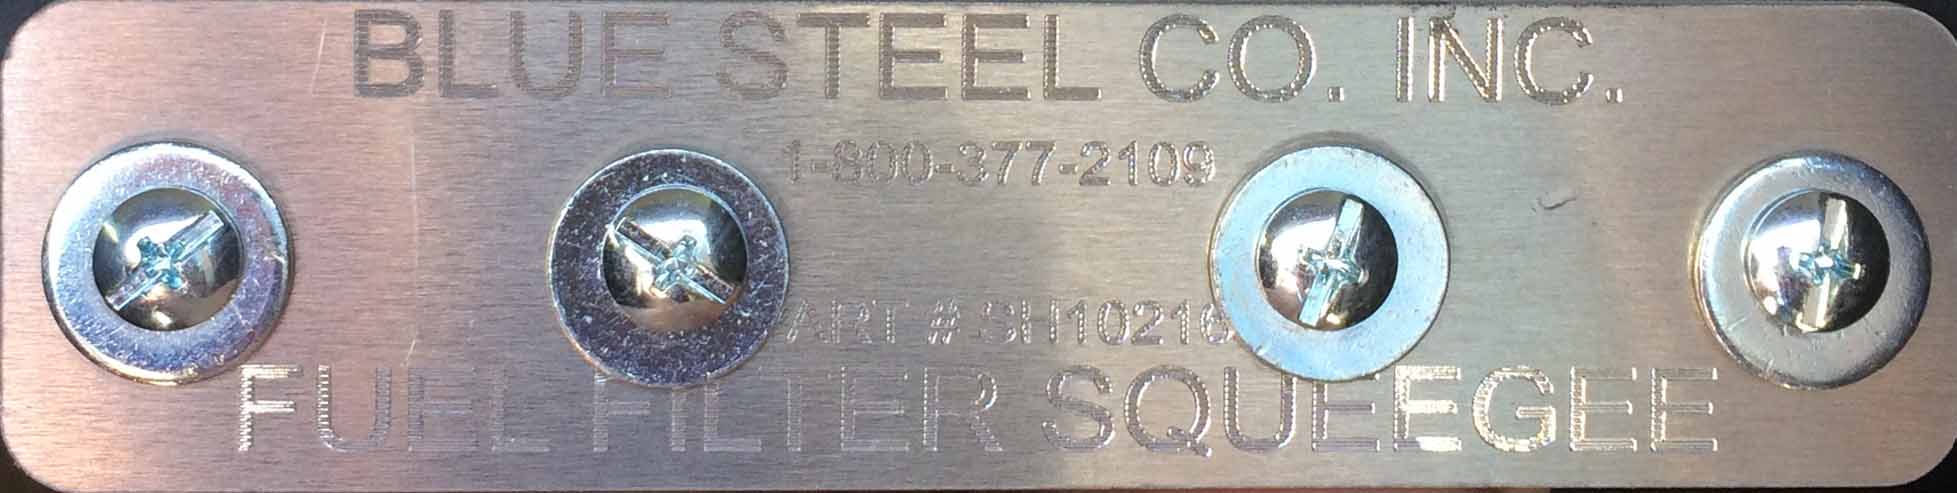 BLUE STEEL CO. INC.
1-800-377-2109
ART # SH10216
FUEL FILTER SQUEEGEE